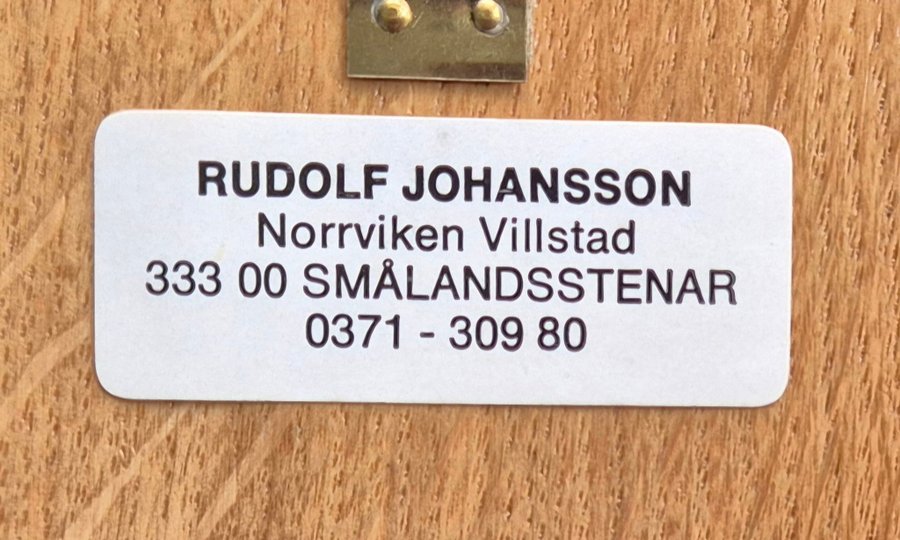 RUDOLF JOHANSSON
Norrviken Villstad
333 00 SMÅLANDSSTENAR
0371 - 309 80